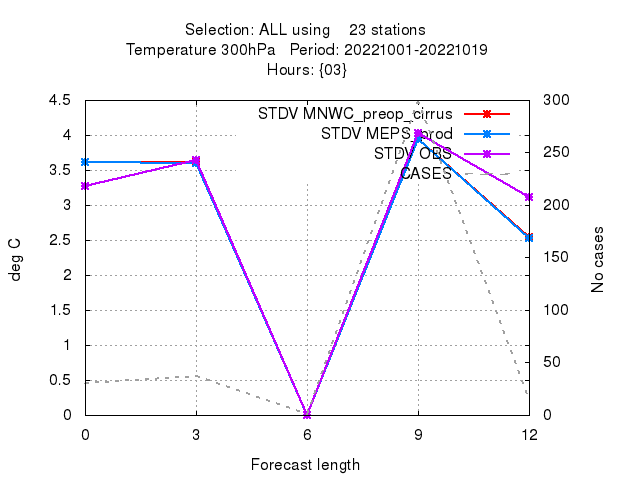 Selection: ALL using 23 stations
Temperature 300hPa Period: 20221001-20221019
Hours: {03}
STDV MNWC_preop_cirrus
STDV MEPS_prod
STDV OBS
CASES
4.5
4
3.5
3
2.5
2
1.5
1
0.5
0
300
250
200
150
100
50
0
deg C
No cases
0 3 6 9 12
Forecast length